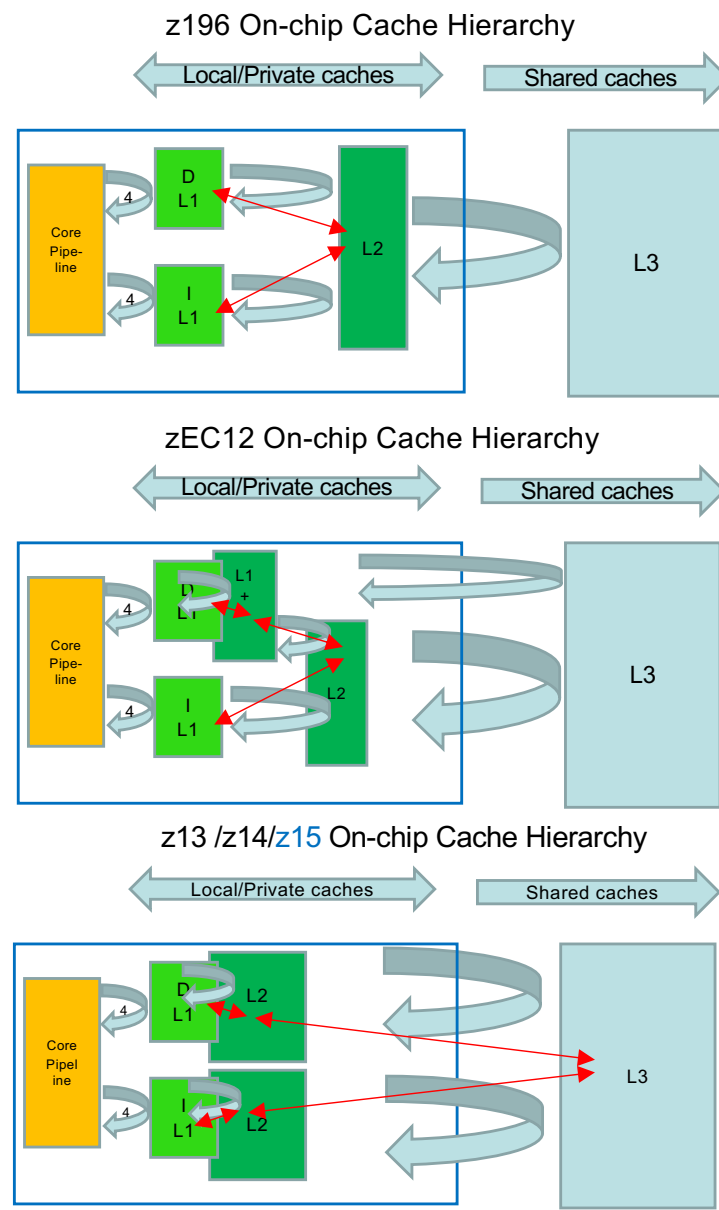 z196 On-chip Cache Hierarchy
Local/Private caches
Shared caches
D
L1
4
Core
Pipe-
line
L2
L3
4
I
L1
zEC12 On-chip Cache Hierarchy
Local/Private caches
Shared caches
D
L1
L1
+
4
Core
Pipe-
line
L2
L3
4
I
L1
z13 /z14/z15 On-chip Cache Hierarchy
Local/Private caches
Shared caches
D
L1
L2
4
Core
Pipel
ine
L3
4
I
L1
L2